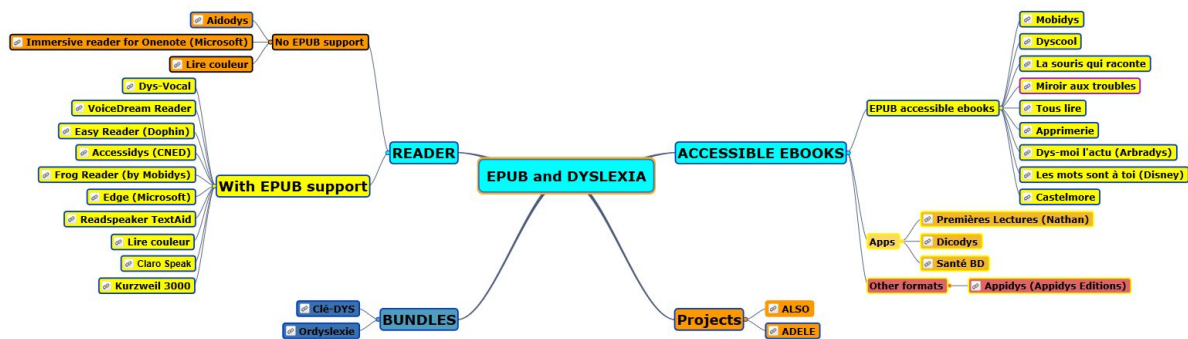 EPUB and DYSLEXIA
READER
No EPUB support
Aidodys
Immersive reader for Onenote (Microsoft)
Lire couleur
With EPUB support
Dys-Vocal
VoiceDream Reader
Easy Reader (Dophin)
Accessidys (CNED)
Frog Reader (by Mobidys)
Edge (Microsoft)
Readspeaker TextAid
Lire couleur
Claro Speak
Kurzweil 3000
BUNDLES
Clé-DYS
Ordyslexie
ACCESSIBLE EBOOKS
EPUB accessible ebooks
Mobidys
Dyscool
La souris qui raconte
Miroir aux troubles
Tous lire
Apprimerie
Dys-moi l'actu (Arbradys)
Les mots sont à toi (Disney)
Castelmore
Apps
Premières Lectures (Nathan)
Dicodys
Santé BD
Other formats
Appidys (Appidys Editions)
Projects
ALSO
ADELE